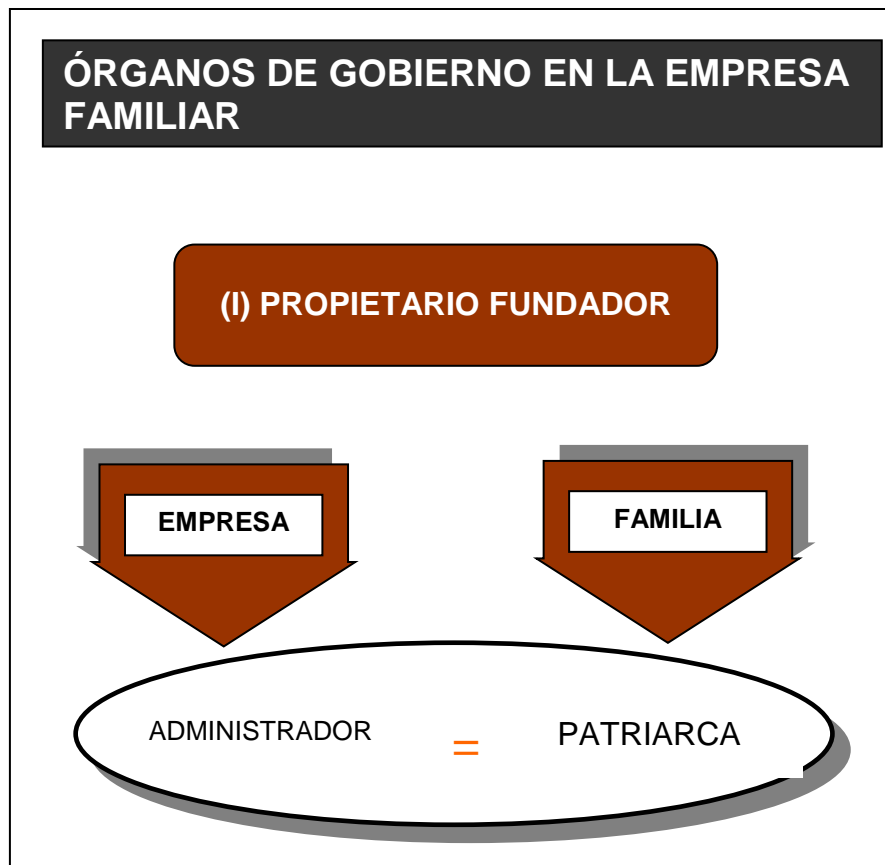 ÓRGANOS DE GOBIERNO EN LA EMPRESA
FAMILIAR
(I) PROPIETARIO FUNDADOR
EMPRESA
FAMILIA
ADMINISTRADOR = PATRIARCA